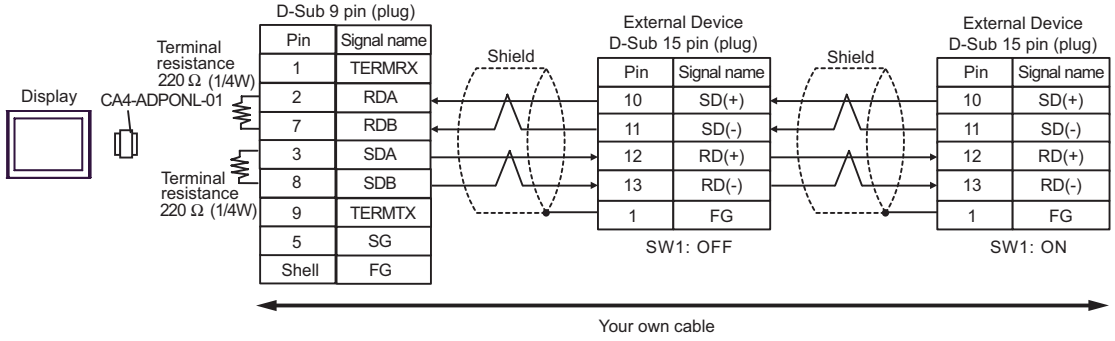 D-Sub 9 pin (plug)
Pin Signal name
1 TERMRX
2 RDA
7 RDB
3 SDA
8 SDB
9 TERMTX
5 SG
Shell FG
Terminal
resistance
220 Ω (1/4W)
Display
CA4-ADPONL-01
Terminal
resistance
220 Ω (1/4W)
Shield
External Device
D-Sub 15 pin (plug)
Pin Signal name
10 SD(+)
11 SD(-)
12 RD(+)
13 RD(-)
1 FG
SW1: OFF
Shield
External Device
D-Sub 15 pin (plug)
Pin Signal name
10 SD(+)
11 SD(-)
12 RD(+)
13 RD(-)
1 FG
SW1: ON
Your own cable